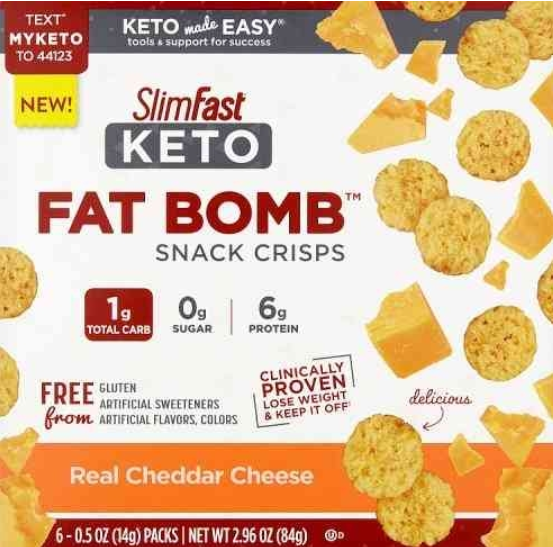 TEXT
MYKETO
TO 44123
KETO made EASY®
tools & support for success
NEW!
SlimFast
KETO
FAT BOMB™
SNACK CRISPS
1g
TOTAL CARB
0g
SUGAR
6g
PROTEIN
FREE
from
GLUTEN
ARTIFICIAL SWEETENERS
ARTIFICIAL FLAVORS, COLORS
CLINICALLY
PROVEN
LOSE WEIGHT
& KEEP IT OFF
delicious
Real Cheddar Cheese
6 - 0.5 OZ (14g) PACKS | NET WT 2.96 OZ (84g) UD